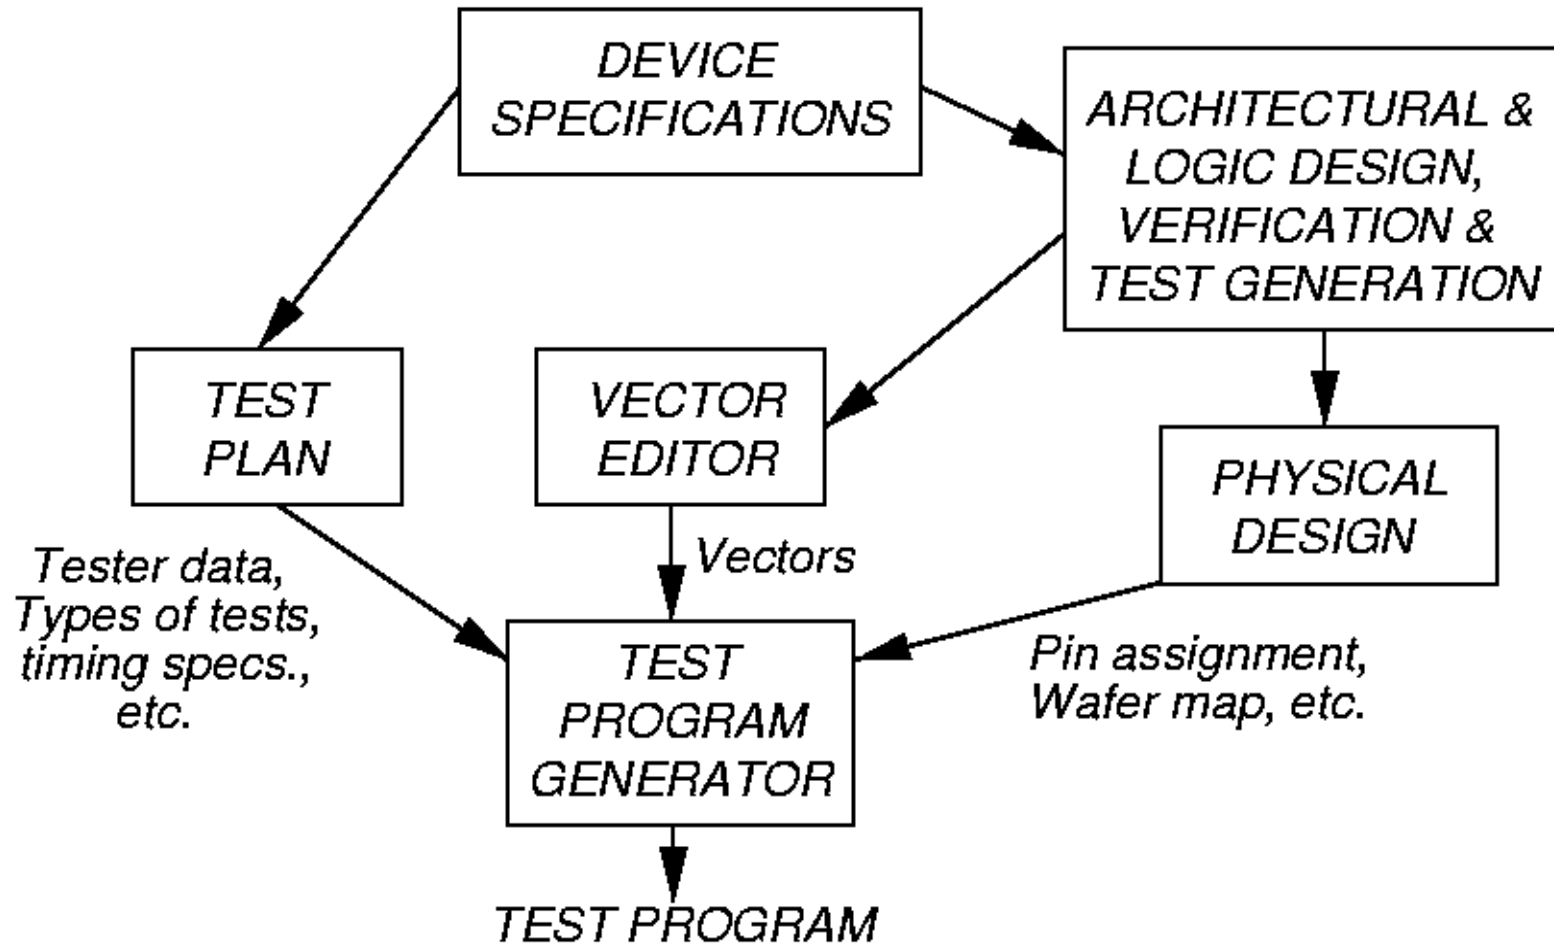 DEVICE
SPECIFICATIONS
ARCHITECTURAL &
LOGIC DESIGN,
VERIFICATION &
TEST GENERATION
TEST
PLAN
VECTOR
EDITOR
PHYSICAL
DESIGN
Tester data,
Types of tests,
timing specs.,
etc.
Vectors
Pin assignment,
Wafer map, etc.
TEST
PROGRAM
GENERATOR
TEST PROGRAM